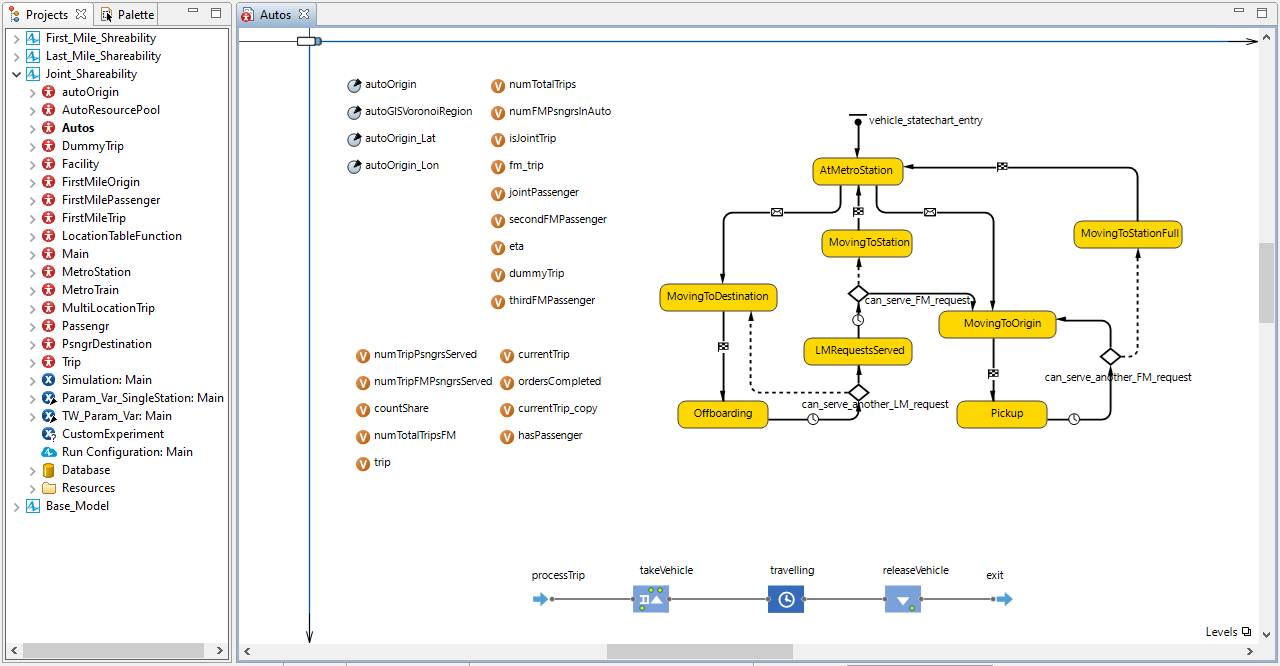 Projects
Palette
First_Mile_Shreability
Last_Mile_Shareability
Joint_Shareability
autoOrigin
AutoResourcePool
Autos
DummyTrip
Facility
FirstMileOrigin
FirstMilePassenger
FirstMileTrip
LocationTableFunction
Main
MetroStation
MetroTrain
MultiLocationTrip
Passengr
PsngrDestination
Trip
Simulation: Main
Param_Var_SingleStation: Main
TW_Param_Var: Main
CustomExperiment
Run Configuration: Main
Database
Resources
Base_Model
Autos
autoOrigin
autoGISVoronoiRegion
autoOrigin_Lat
autoOrigin_Lon
numTotalTrips
numFMPsngrsInAuto
isJointTrip
fm_trip
jointPassenger
secondFMPassenger
eta
dummyTrip
thirdFMPassenger
numTripPsngrsServed
numTripFMPsngrsServed
countShare
numTotalTripsFM
trip
currentTrip
ordersCompleted
currentTrip_copy
hasPassenger
vehicle_statechart_entry
AtMetroStation
MovingToStation
MovingToStationFull
MovingToDestination
can_serve_FM_request
MovingToOrigin
LMRequestsServed
can_serve_another_FM_request
can_serve_another_LM_request
Offboarding
Pickup
processTrip
takeVehicle
travelling
releaseVehicle
exit
Levels